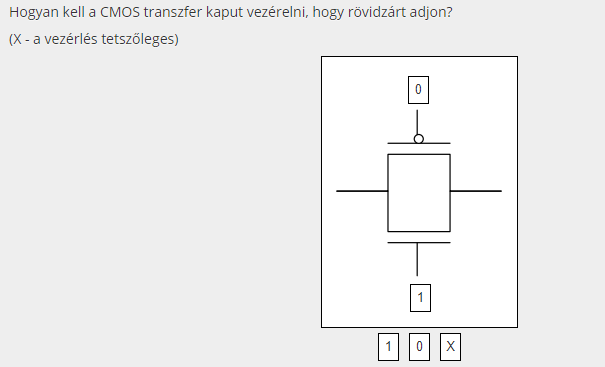 Hogyan kell a CMOS transzfer kaput vezérelni, hogy rövidzárt adjon?
(X - a vezérlés tetszőleges)
0
1
1 0 X